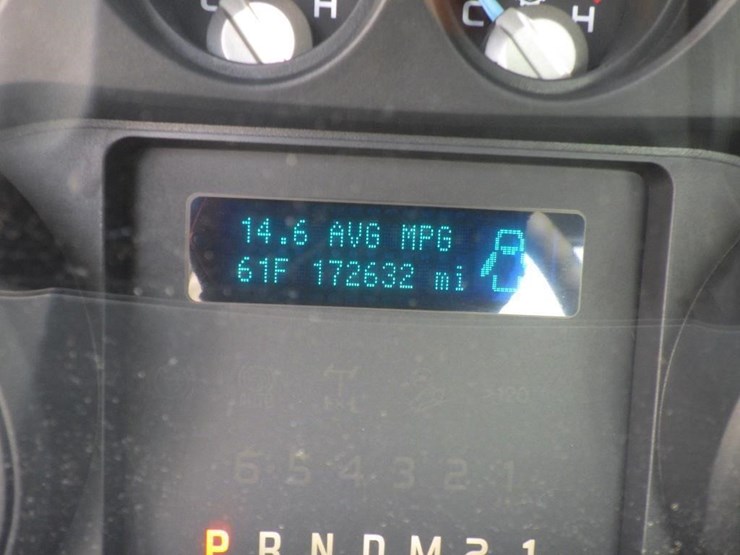 C H C H
14.6 AVG MPG
61F 172632 mi
6 5 4 3 2 1
P R N D M 2 1